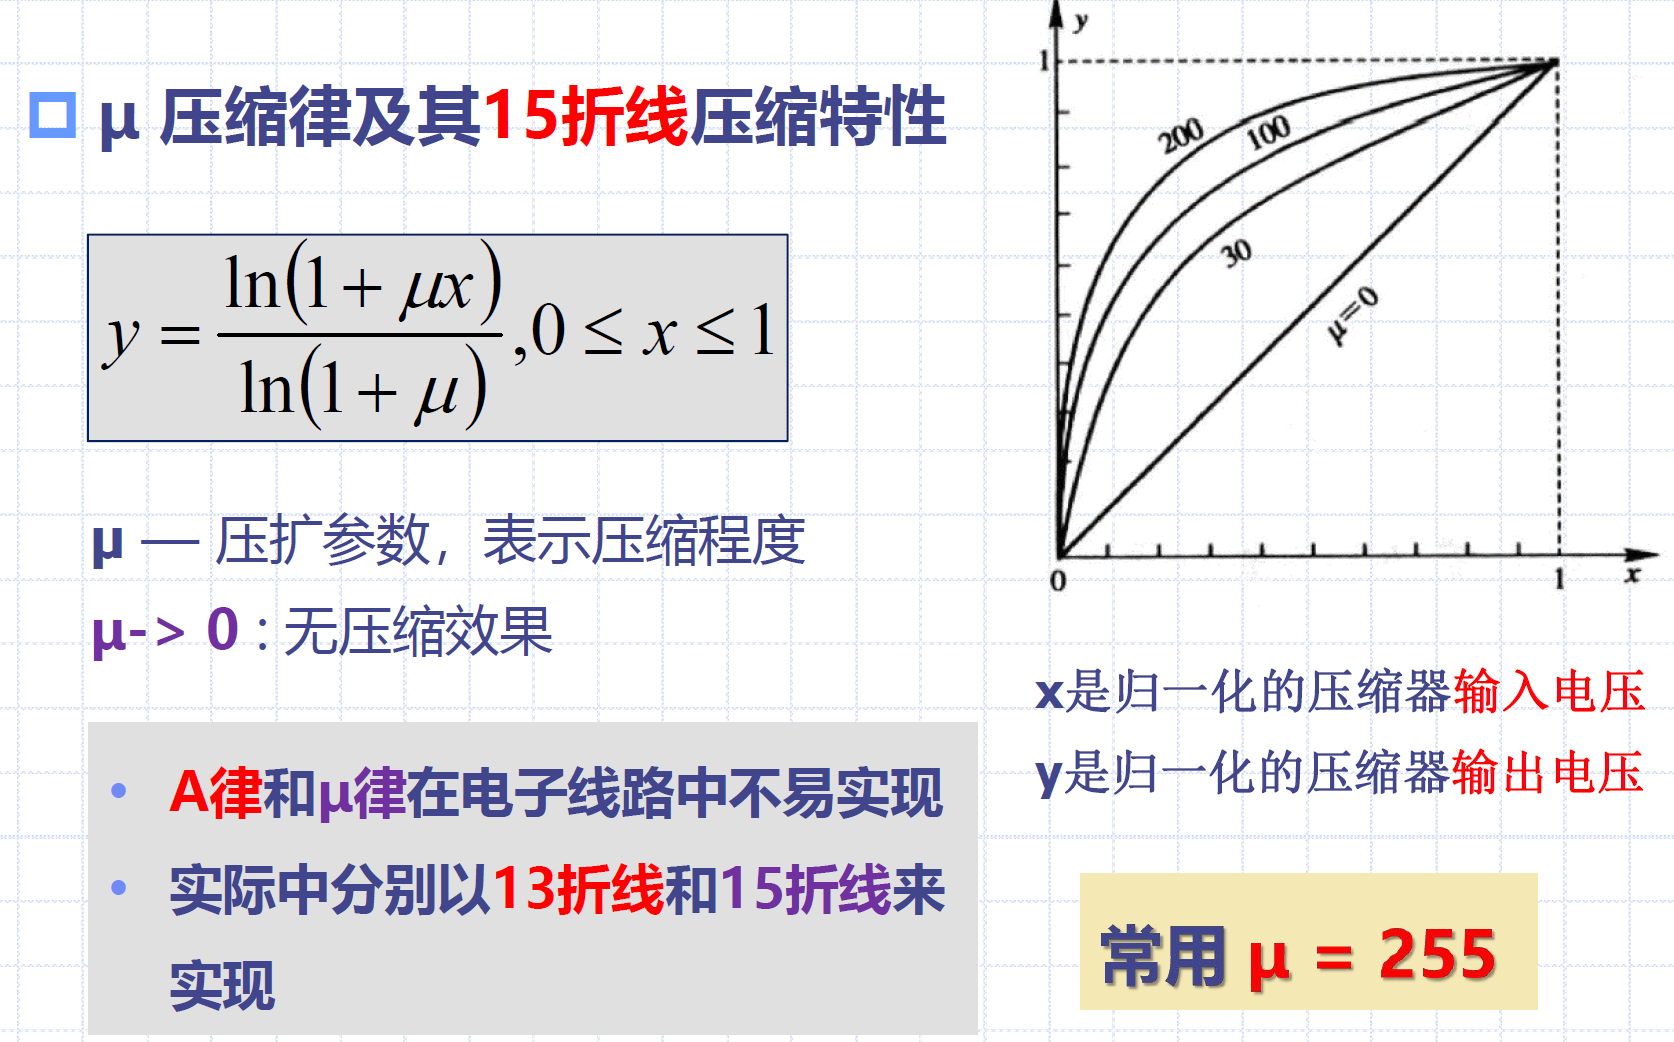 μ 压缩律及其15折线压缩特性
y = ln(1 + μx) / ln(1 + μ) ,0 ≤ x ≤ 1
μ — 压扩参数，表示压缩程度
μ-> 0 : 无压缩效果
• A律和μ律在电子线路中不易实现
• 实际中分别以13折线和15折线来
实现
y
1
200
100
30
μ=0
0
1
x
x是归一化的压缩器输入电压
y是归一化的压缩器输出电压
常用 μ = 255